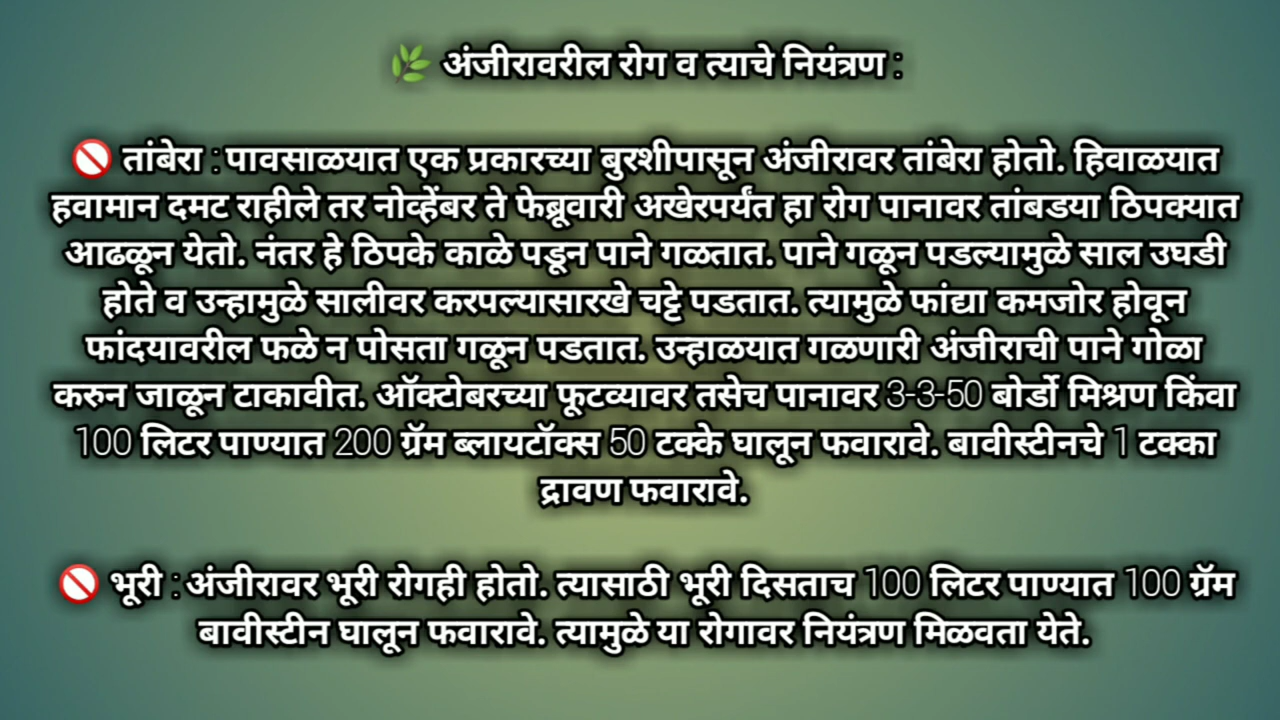 🌿 अंजीरावरील रोग व त्याचे नियंत्रण :
🚫 तांबेरा : पावसाळयात एक प्रकारच्या बुरशीपासून अंजीरावर तांबेरा होतो. हिवाळयात
हवामान दमट राहीले तर नोव्हेंबर ते फेब्रूवारी अखेरपर्यंत हा रोग पानावर तांबडया ठिपक्यात
आढळून येतो. नंतर हे ठिपके काळे पडून पाने गळतात. पाने गळून पडल्यामुळे साल उघडी
होते व उन्हामुळे सालीवर करपल्यासारखे चट्टे पडतात. त्यामुळे फांद्या कमजोर होवून
फांदयावरील फळे न पोसता गळून पडतात. उन्हाळयात गळणारी अंजीराची पाने गोळा
करुन जाळून टाकावीत. ऑक्टोबरच्या फूटव्यावर तसेच पानावर 3-3-50 बोर्डो मिश्रण किंवा
100 लिटर पाण्यात 200 ग्रॅम ब्लायटॉक्स 50 टक्के घालून फवारावे. बावीस्टीनचे 1 टक्का
द्रावण फवारावे.
🚫 भूरी : अंजीरावर भूरी रोगही होतो. त्यासाठी भूरी दिसताच 100 लिटर पाण्यात 100 ग्रॅम
बावीस्टीन घालून फवारावे. त्यामुळे या रोगावर नियंत्रण मिळवता येते.